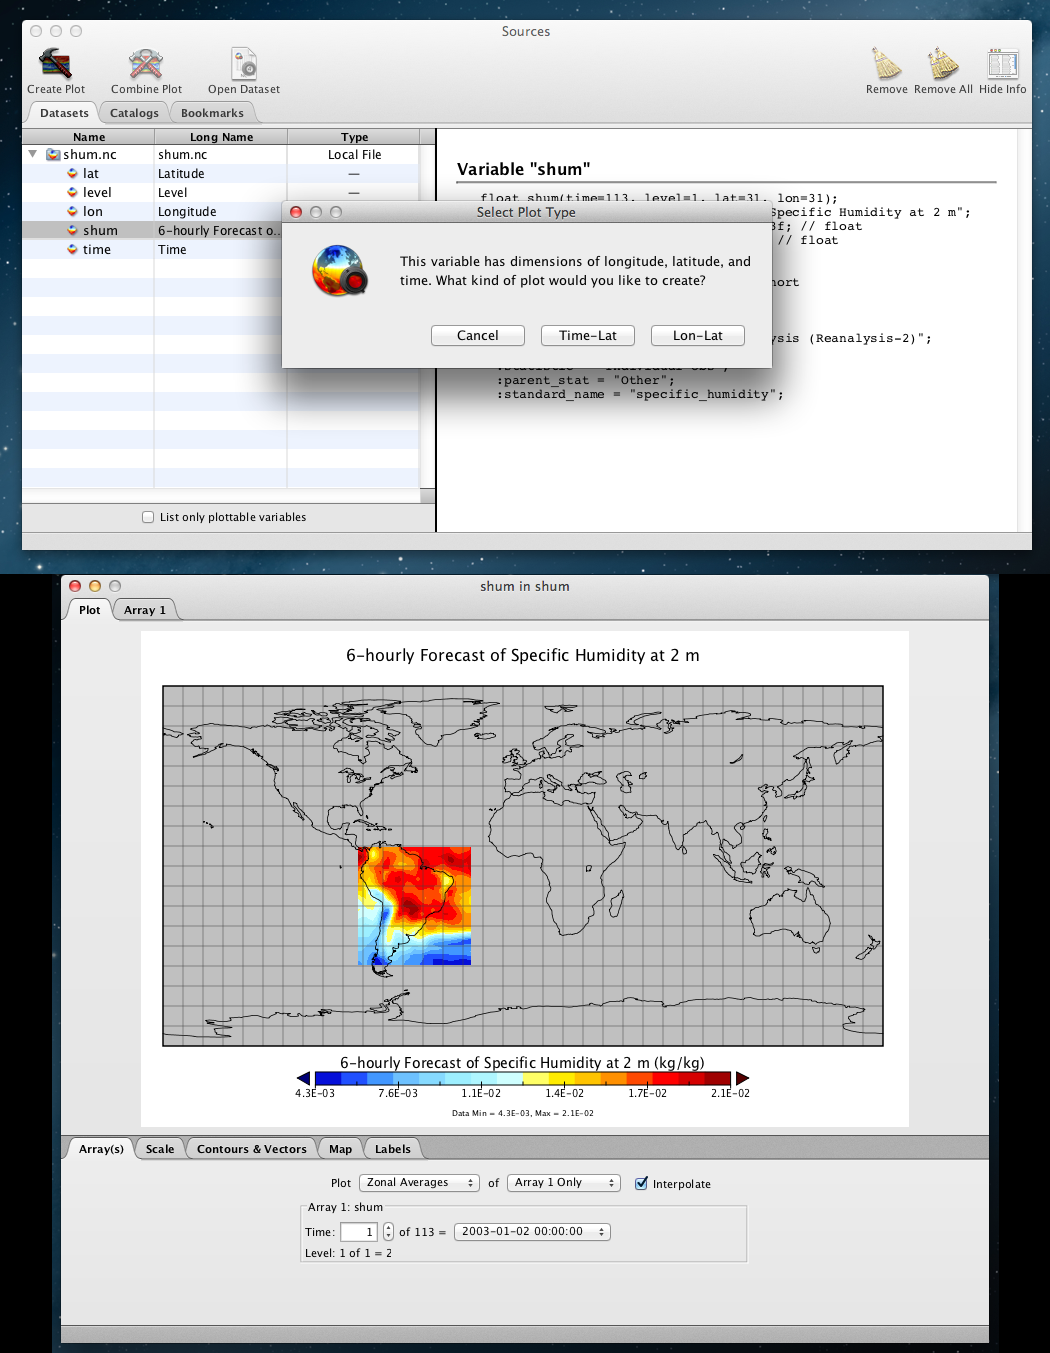 Sources
Create Plot
Combine Plot
Open Dataset
Remove
Remove All
Hide Info
Datasets
Catalogs
Bookmarks
Name
Long Name
Type
shum.nc
shum.nc
Local File
lat
Latitude
—
level
Level
—
lon
Longitude
shum
6-hourly Forecast o...
time
Time
List only plottable variables
Variable "shum"
float shum(time=113, level=1, lat=31, lon=31);
Specific Humidity at 2 m";
3f; // float
// float
ysis (Reanalysis-2)";
:parent_stat = "Other";
:standard_name = "specific_humidity";
Select Plot Type
This variable has dimensions of longitude, latitude, and
time. What kind of plot would you like to create?
Cancel
Time-Lat
Lon-Lat
shum in shum
Plot
Array 1
6-hourly Forecast of Specific Humidity at 2 m
6-hourly Forecast of Specific Humidity at 2 m (kg/kg)
4.3E-03 7.6E-03 1.1E-02 1.4E-02 1.7E-02 2.1E-02
Data Min = 4.3E-03, Max = 2.1E-02
Array(s)
Scale
Contours & Vectors
Map
Labels
Plot Zonal Averages of Array 1 Only Interpolate
Array 1: shum
Time: 1 of 113 = 2003-01-02 00:00:00
Level: 1 of 1 = 2